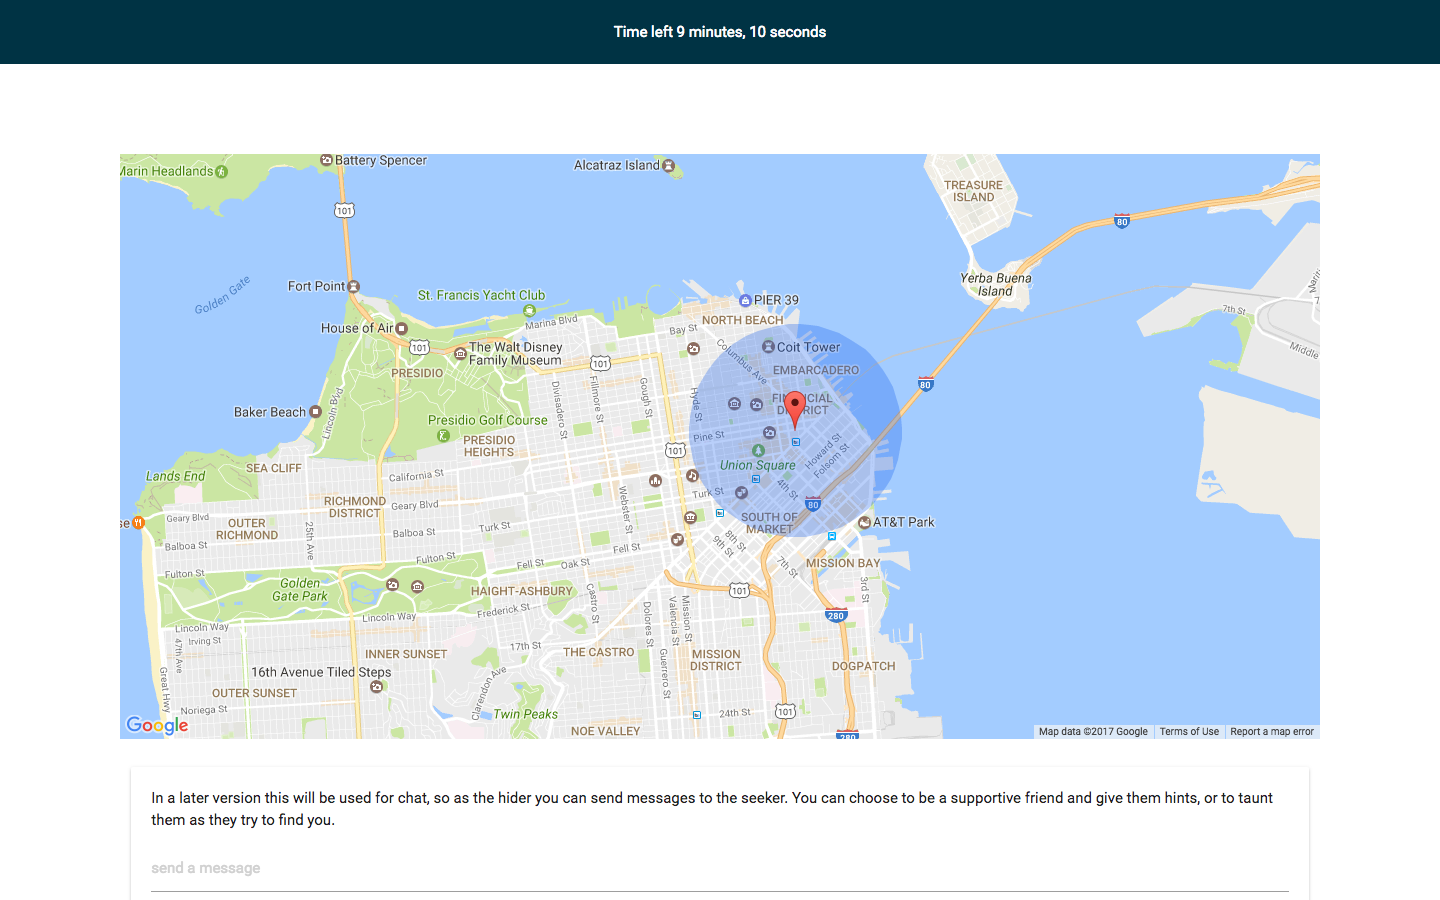 Time left 9 minutes, 10 seconds
Marin Headlands
Battery Spencer
Alcatraz Island
TREASURE
ISLAND
101
80
Golden Gate
Fort Point
St. Francis Yacht Club
PIER 39
Yerba Buena
Island
7th St
Middle
House of Air
101
Marina Blvd
Bay St
NORTH BEACH
The Walt Disney
Family Museum
101
Columbus Ave
Coit Tower
EMBARCADERO
PRESIDIO
80
Divisadero St
Fillmore St
Gough St
Hyde St
FINANCIAL
DISTRICT
Baker Beach
Lincoln Blvd
Presidio Golf Course
PRESIDIO
HEIGHTS
Pine St
101
Howard St
Folsom St
Union Square
SEA CLIFF
Lands End
California St
Turk St
4th St
RICHMOND
DISTRICT
Geary Blvd
Webster St
80
SOUTH OF
MARKET
AT&T Park
Geary Blvd
OUTER
RICHMOND
25th Ave
Balboa St
Turk St
Balboa St
Fell St
8th St
9th St
7th St
MISSION BAY
Fulton St
Fulton St
Fell St
Oak St
Golden
Gate Park
HAIGHT-ASHBURY
Castro St
101
3rd St
Frederick St
Lincoln Way
Lincoln Way
Dolores St
Valencia St
Mission St
280
Irving St
47th Ave
INNER SUNSET
17th St
THE CASTRO
MISSION
DISTRICT
DOGPATCH
Guerrero St
16th Avenue Tiled Steps
Great Hwy
OUTER SUNSET
Clarendon Ave
Noriega St
Twin Peaks
24th St
101
NOE VALLEY
280
Google
Map data ©2017 Google
Terms of Use
Report a map error
In a later version this will be used for chat, so as the hider you can send messages to the seeker. You can choose to be a supportive friend and give them hints, or to taunt
them as they try to find you.
send a message